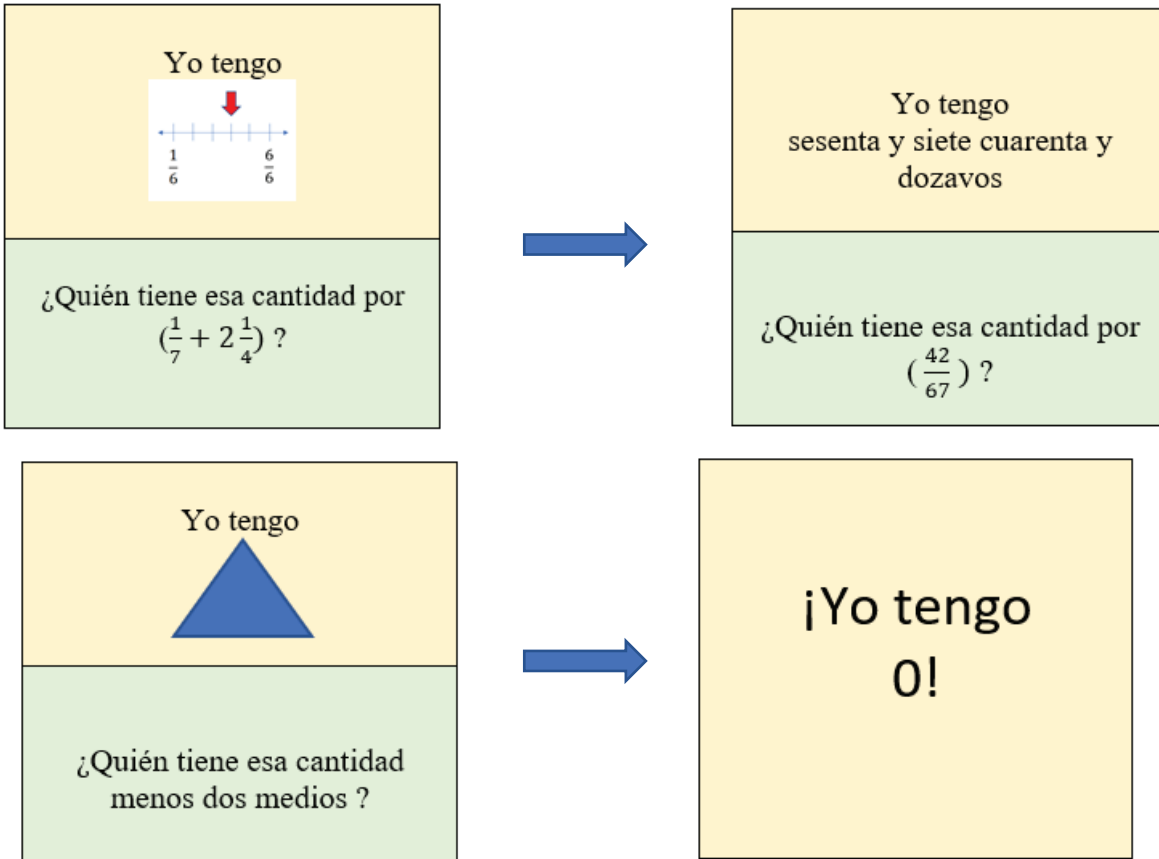 Yo tengo
1/6 6/6
¿Quién tiene esa cantidad por
(1/7 + 2 1/4) ?
Yo tengo
sesenta y siete cuarenta y
dozavos
¿Quién tiene esa cantidad por
( 42/67 ) ?
Yo tengo
¿Quién tiene esa cantidad
menos dos medios ?
¡Yo tengo
0!